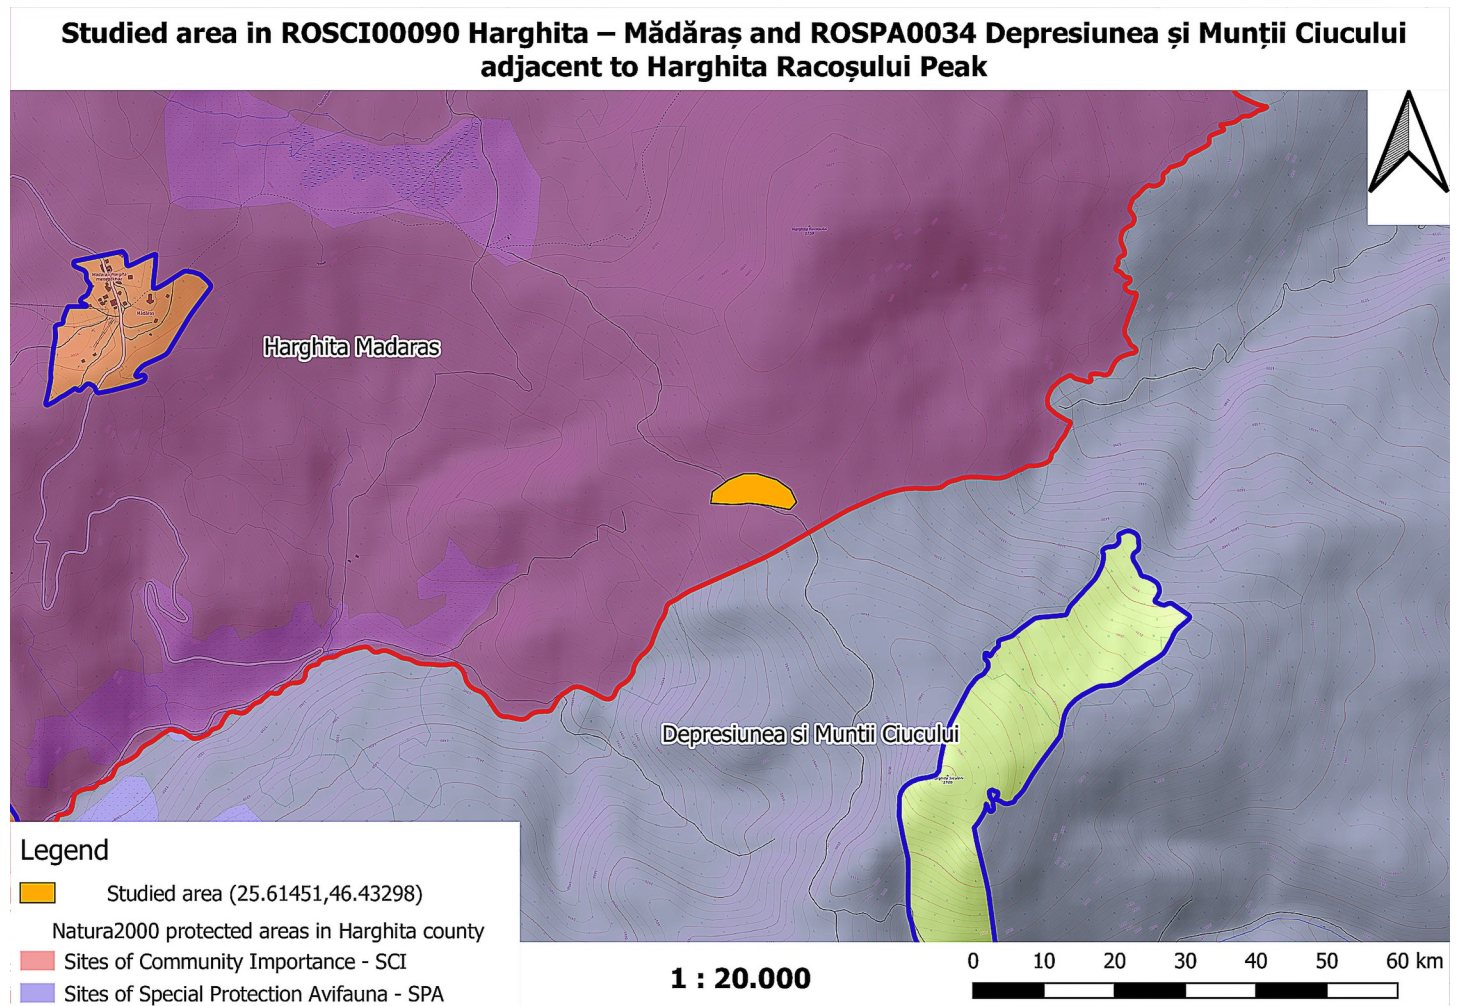 Studied area in ROSCI00090 Harghita – Mădăraș and ROSPA0034 Depresiunea și Munții Ciucului
adjacent to Harghita Racoșului Peak
Mădăraș
Harghita Madaras
Depresiunea si Muntii Ciucului
Legend
Studied area (25.61451,46.43298)
Natura2000 protected areas in Harghita county
Sites of Community Importance - SCI
Sites of Special Protection Avifauna - SPA
1 : 20.000
0 10 20 30 40 50 60 km